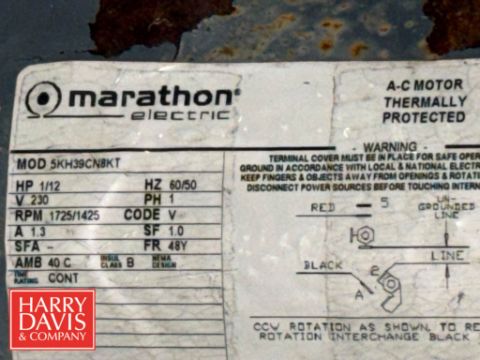 marathon®
electric
A-C MOTOR
THERMALLY
PROTECTED
MOD 5KH39CN8KT
HP 1/12 HZ 60/50
V 230 PH 1
RPM 1725/1425 CODE V
A 1.3 SF 1.0
SFA - FR 48Y
AMB 40 C INSUL CLASS B NEMA DESIGN
TIME RATING CONT
WARNING
TERMINAL COVER MUST BE IN PLACE FOR SAFE OPER
GROUND IN ACCORDANCE WITH LOCAL & NATIONAL ELECTR
KEEP FINGERS & OBJECTS AWAY FROM OPENINGS & ROTAT
DISCONNECT POWER SOURCES BEFORE TOUCHING INTERN
RED 5 UN-
GROUNDED
LINE
LINE
BLACK 2
A
CCW ROTATION AS SHOWN. TO RE
ROTATION INTERCHANGE BLACK
HARRY
DAVIS
& COMPANY